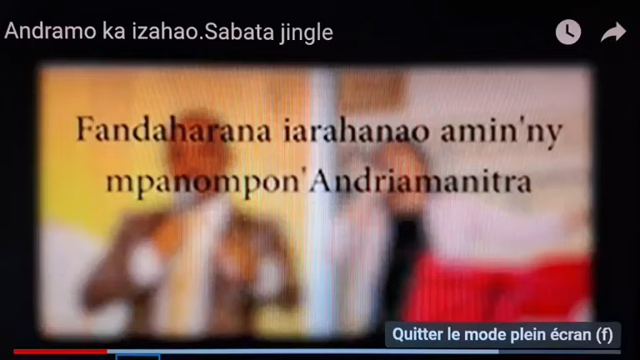 Andramo ka izahao.Sabata jingle
Fandaharana iarahanao amin'ny
mpanompon'Andriamanitra
Quitter le mode plein écran (f)